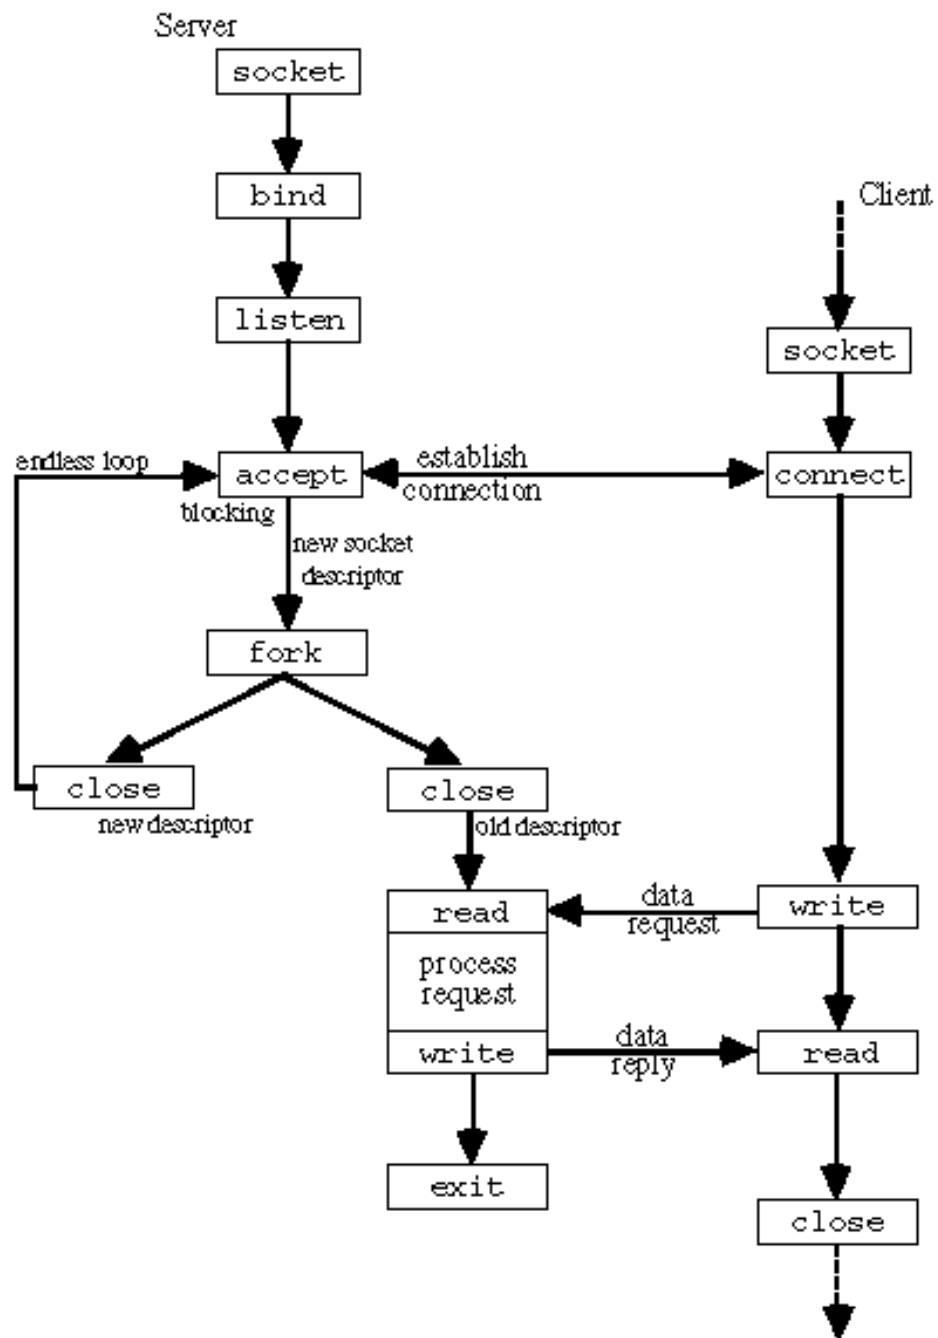 Server
socket
bind
Client
listen
socket
endless loop
accept
establish
connection
connect
blocking
new socket
descriptor
fork
close
new descriptor
close
old descriptor
read
data
request
write
process
request
write
data
reply
read
exit
close